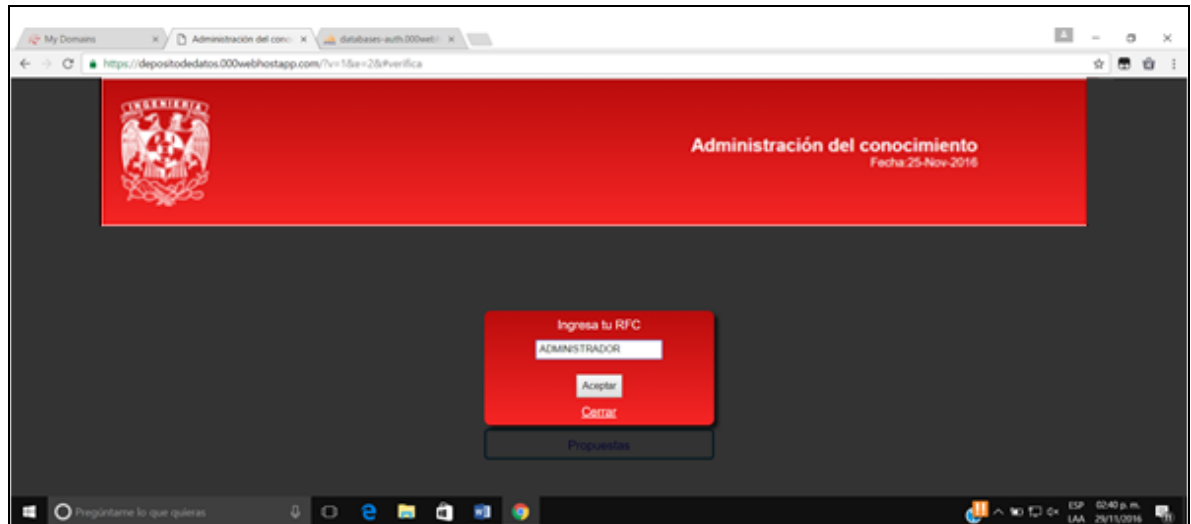 My Domains
Administración del cono
databases-auth.000web
https://depositodedatos.000webhostapp.com/?v=1&e=2&#verifica
INGENIERIA
Administración del conocimiento
Fecha:25-Nov-2016
Ingresa tu RFC
ADMINISTRADOR
Aceptar
Cerrar
Propuestas
Pregúntame lo que quieras
ESP
02:40 p. m.
LAA
29/11/2016